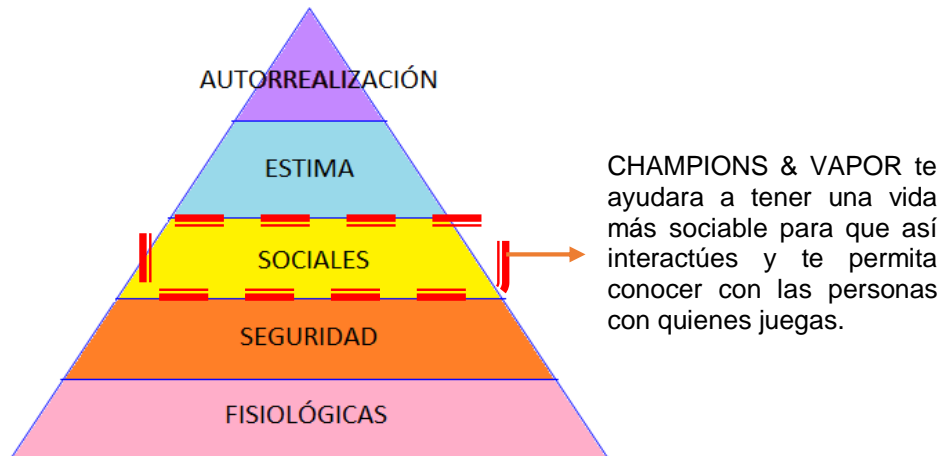 AUTORREALIZACIÓN
ESTIMA
SOCIALES
SEGURIDAD
FISIOLÓGICAS
CHAMPIONS & VAPOR te
ayudara a tener una vida
más sociable para que así
interactúes y te permita
conocer con las personas
con quienes juegas.